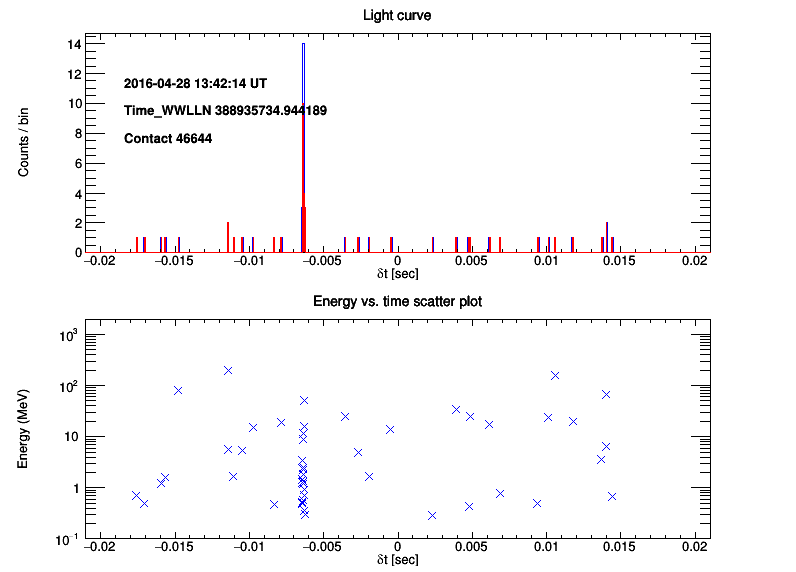 Light curve
Counts / bin
14
12
10
8
6
4
2
0
2016-04-28 13:42:14 UT
Time_WWLLN 388935734.944189
Contact 46644
−0.02 −0.015 −0.01 −0.005 0 0.005 0.01 0.015 0.02
δt [sec]
Energy vs. time scatter plot
Energy (MeV)
10³
10²
10
1
10⁻¹
−0.02 −0.015 −0.01 −0.005 0 0.005 0.01 0.015 0.02
δt [sec]